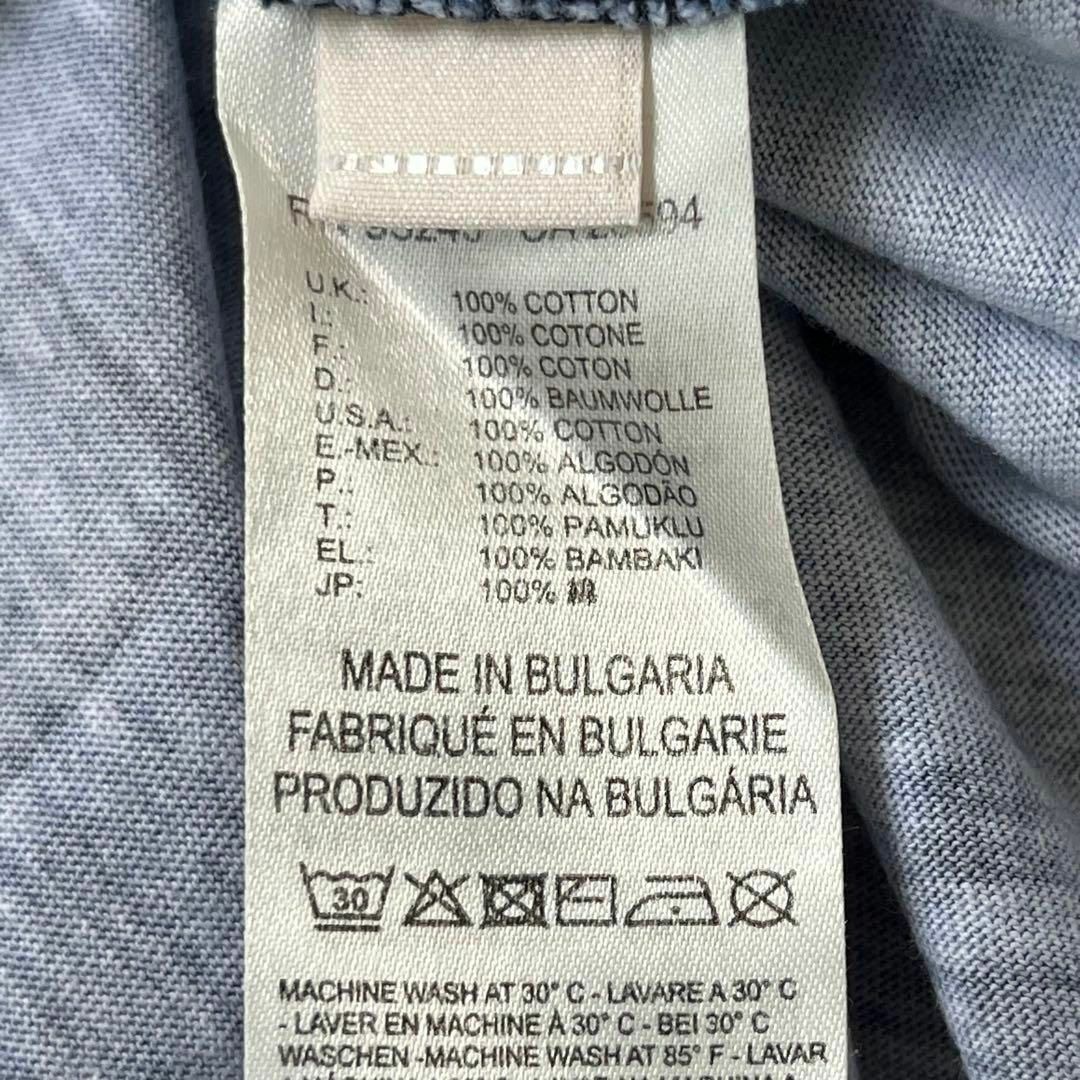 U.K.: 100% COTTON
I.: 100% COTONE
F.: 100% COTON
D.: 100% BAUMWOLLE
U.S.A.: 100% COTTON
E.-MEX.: 100% ALGODÓN
P.: 100% ALGODÃO
T.: 100% PAMUKLU
EL.: 100% BAMBAKI
JP: 100% 綿
MADE IN BULGARIA
FABRIQUÉ EN BULGARIE
PRODUZIDO NA BULGÁRIA
30
MACHINE WASH AT 30° C - LAVARE A 30° C
- LAVER EN MACHINE À 30° C - BEI 30° C
WASCHEN -MACHINE WASH AT 85° F - LAVAR